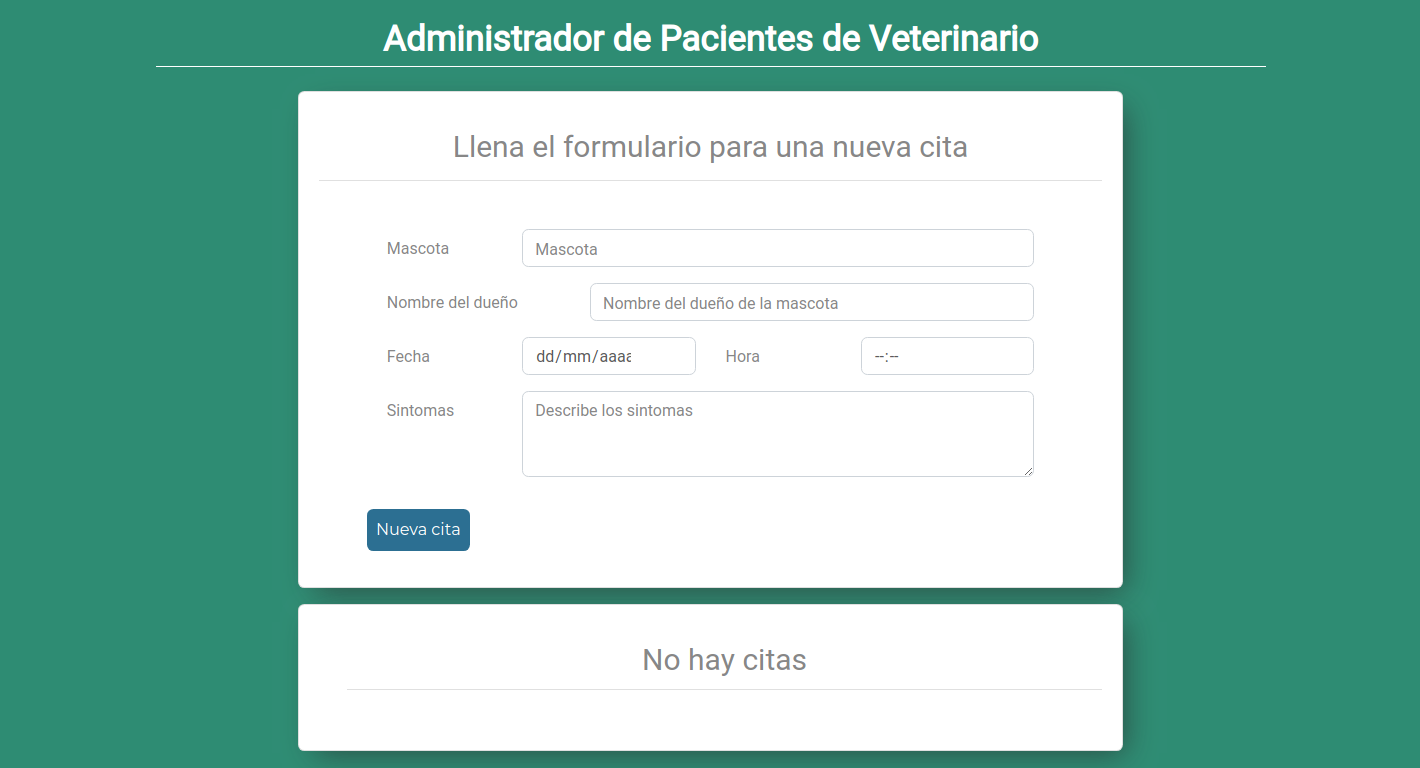 Administrador de Pacientes de Veterinario
Llena el formulario para una nueva cita
Mascota Mascota
Nombre del dueño Nombre del dueño de la mascota
Fecha dd/mm/aaaa Hora --:--
Sintomas Describe los sintomas
Nueva cita
No hay citas